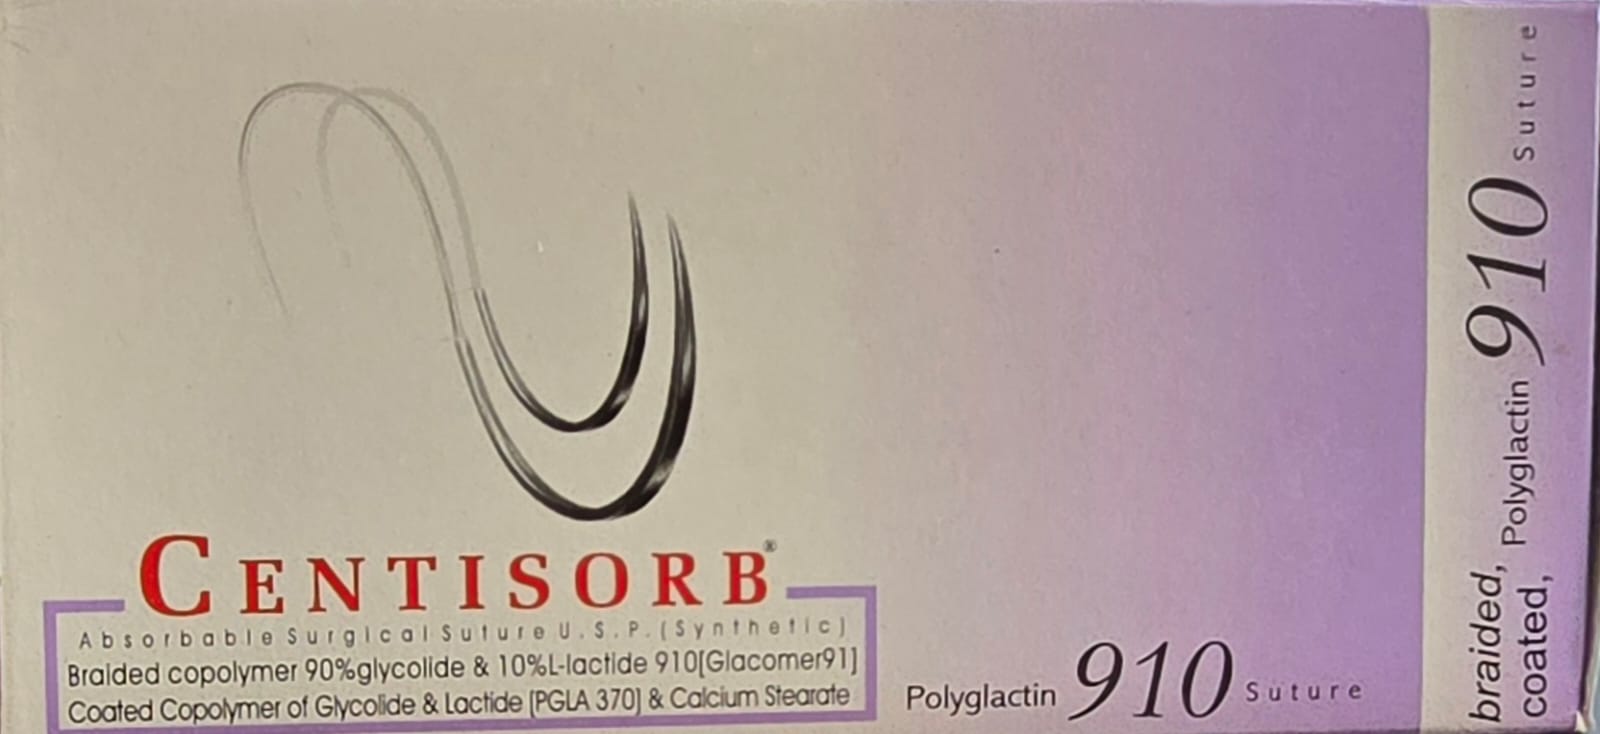 CENTISORB®
Absorbable Surgical Suture U.S.P. (Synthetic)
Braided copolymer 90%glycolide & 10%L-lactide 910[Glacomer91]
Coated Copolymer of Glycolide & Lactide [PGLA 370] & Calcium Stearate
Polyglactin 910 Suture
braided,
coated, Polyglactin 910 Suture